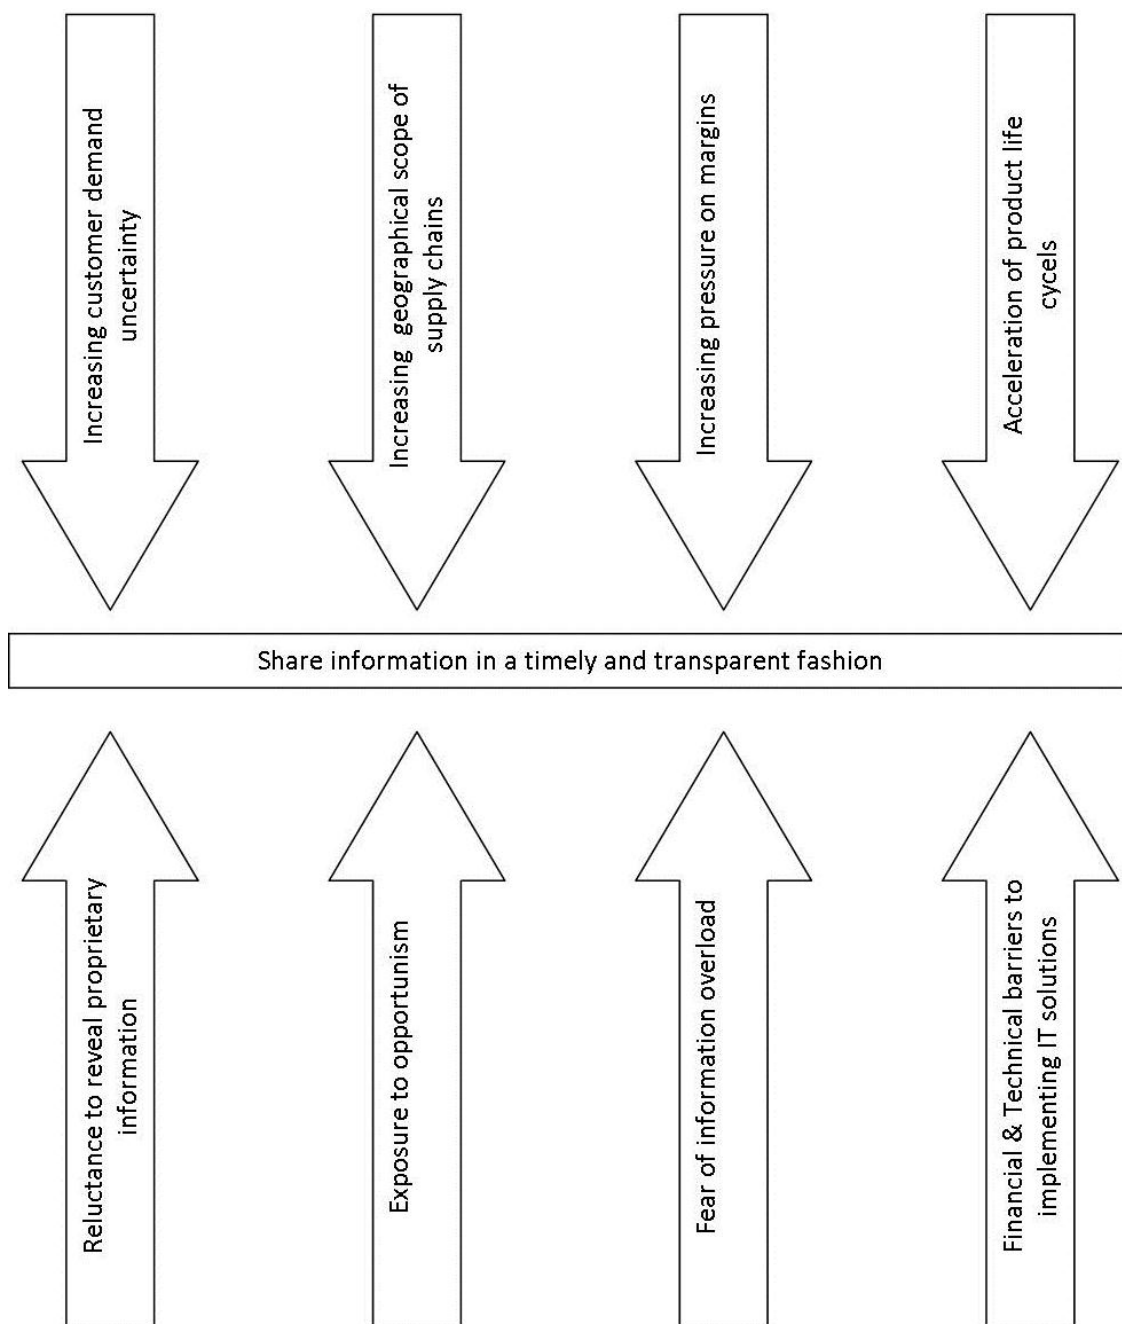 Increasing customer demand
uncertainty
Increasing geographical scope of
supply chains
Increasing pressure on margins
Acceleration of product life
cycels
Share information in a timely and transparent fashion
Reluctance to reveal proprietary
information
Exposure to opportunism
Fear of information overload
Financial & Technical barriers to
implementing IT solutions